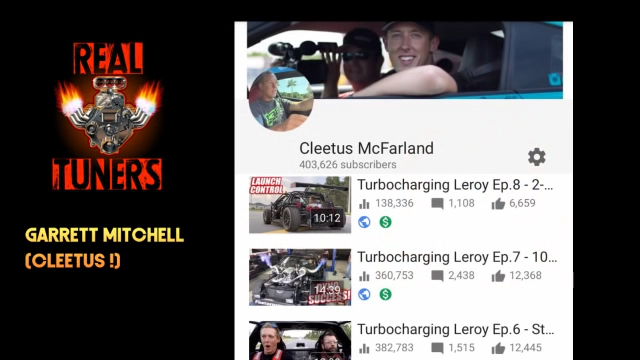 REAL
TUNERS
GARRETT MITCHELL
(CLEETUS !)
Cleetus McFarland
403,626 subscribers
LAUNCH
CONTROL
10:12
Turbocharging Leroy Ep.8 - 2-...
138,336 1,108 6,659
14:39
Turbocharging Leroy Ep.7 - 10...
360,753 2,438 12,368
Turbocharging Leroy Ep.6 - St...
382,783 1,515 12,445